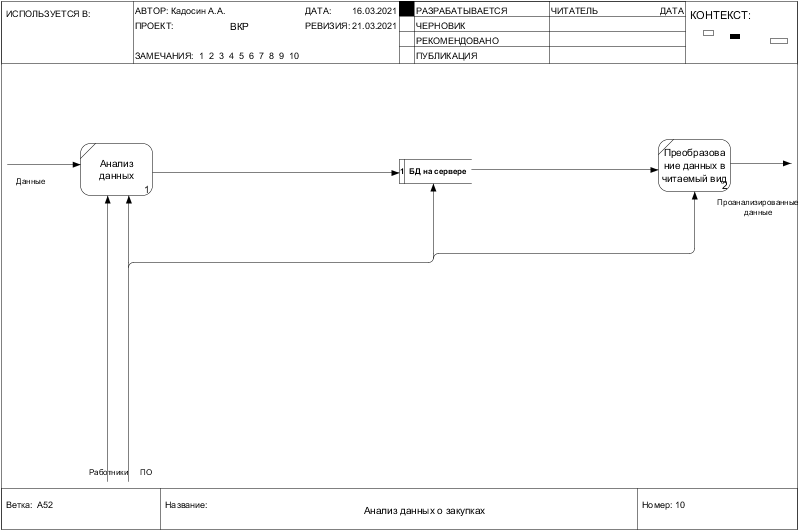 ИСПОЛЬЗУЕТСЯ В:
АВТОР: Кадосин А.А.
ДАТА: 16.03.2021
ПРОЕКТ: ВКР
РЕВИЗИЯ: 21.03.2021
ЗАМЕЧАНИЯ: 1 2 3 4 5 6 7 8 9 10
РАЗРАБАТЫВАЕТСЯ
ЧЕРНОВИК
РЕКОМЕНДОВАНО
ПУБЛИКАЦИЯ
ЧИТАТЕЛЬ ДАТА
КОНТЕКСТ:
Данные
Анализ
данных
1
1 БД на сервере
Преобразова
ние данных в
читаемый вид
2
Проанализированные
данные
Работники ПО
Ветка: A52
Название:
Анализ данных о закупках
Номер: 10